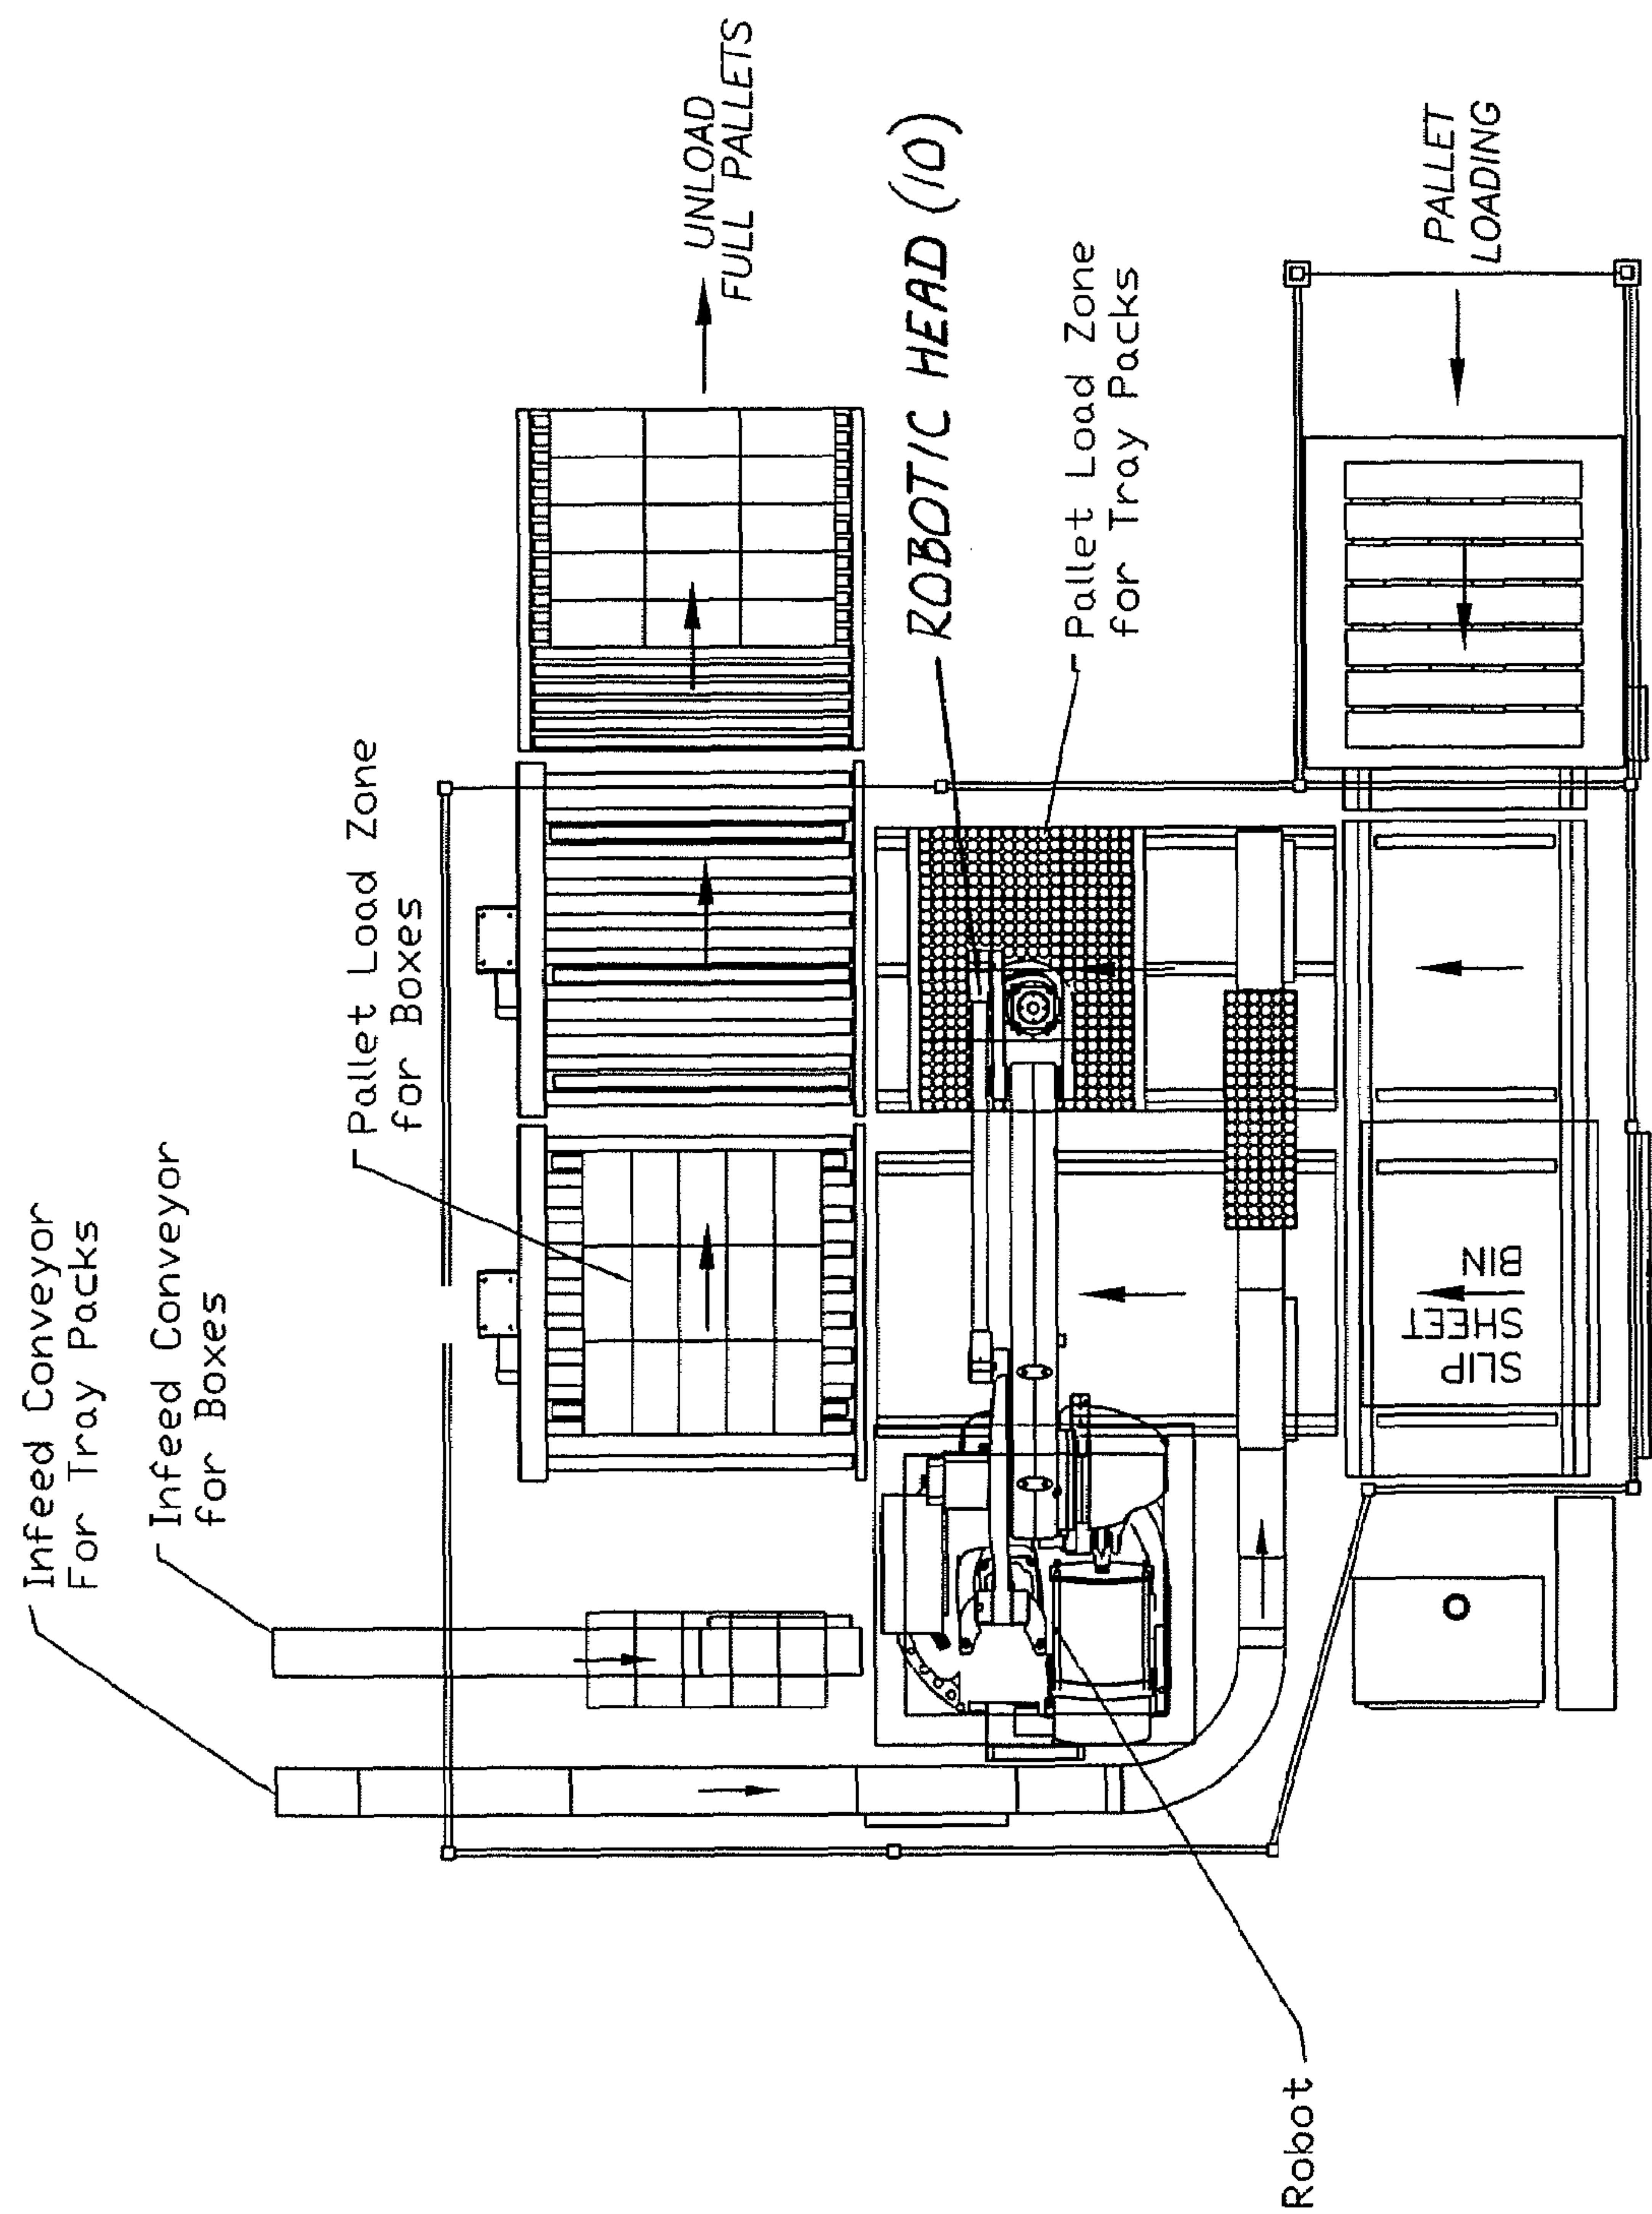 Infeed Conveyor
For Tray Packs
Infeed Conveyor
for Boxes
Pallet Load Zone
for Boxes
UNLOAD
FULL PALLETS
ROBOTIC HEAD (10)
Pallet Load Zone
for Tray Packs
PALLET
LOADING
SLIP
SHEET
BIN
Robot